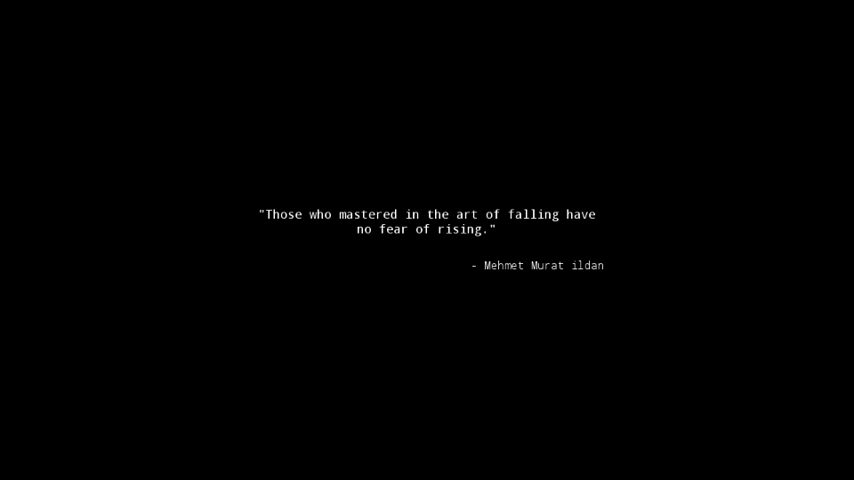 "Those who mastered in the art of falling have
no fear of rising."
- Mehmet Murat ildan